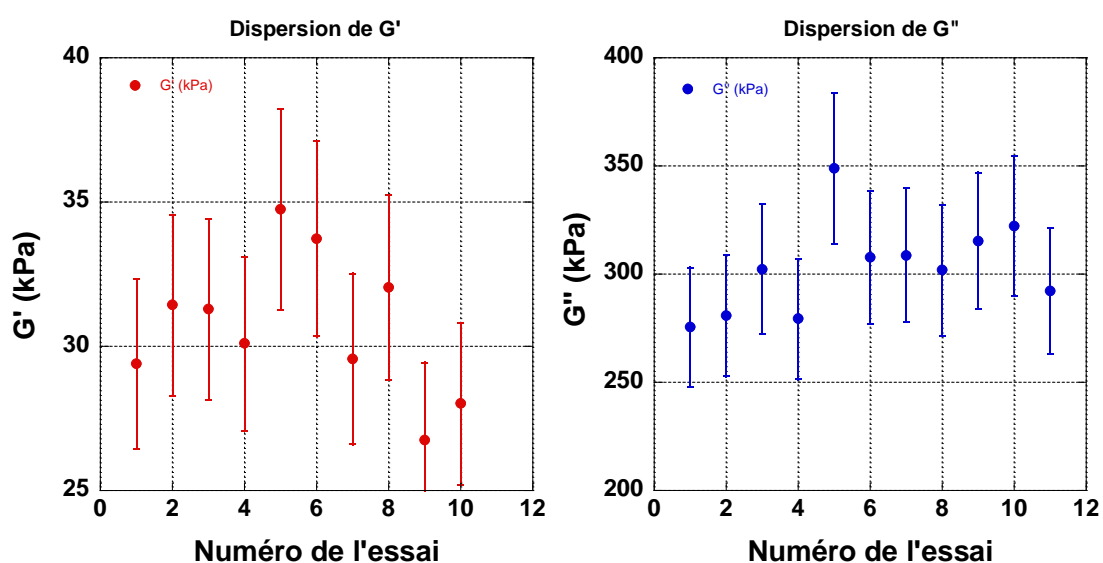 Dispersion de G'
G' (kPa)
40
35
30
25
0 2 4 6 8 10 12
G' (kPa)
Numéro de l'essai
Dispersion de G"
G" (kPa)
400
350
300
250
200
0 2 4 6 8 10 12
G" (kPa)
Numéro de l'essai